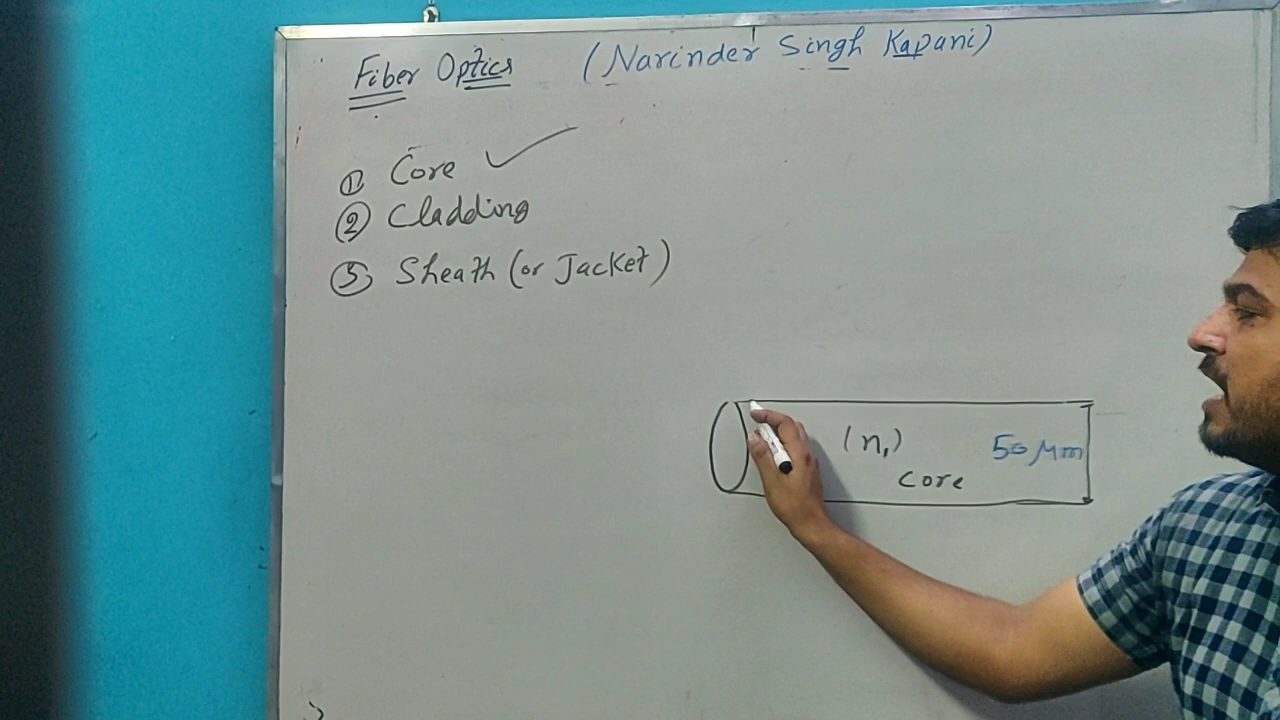 Fiber Optics (Narinder Singh Kapani)
① Core ✓
② Cladding
③ Sheath (or Jacket)
(n₁) 50 μm
Core